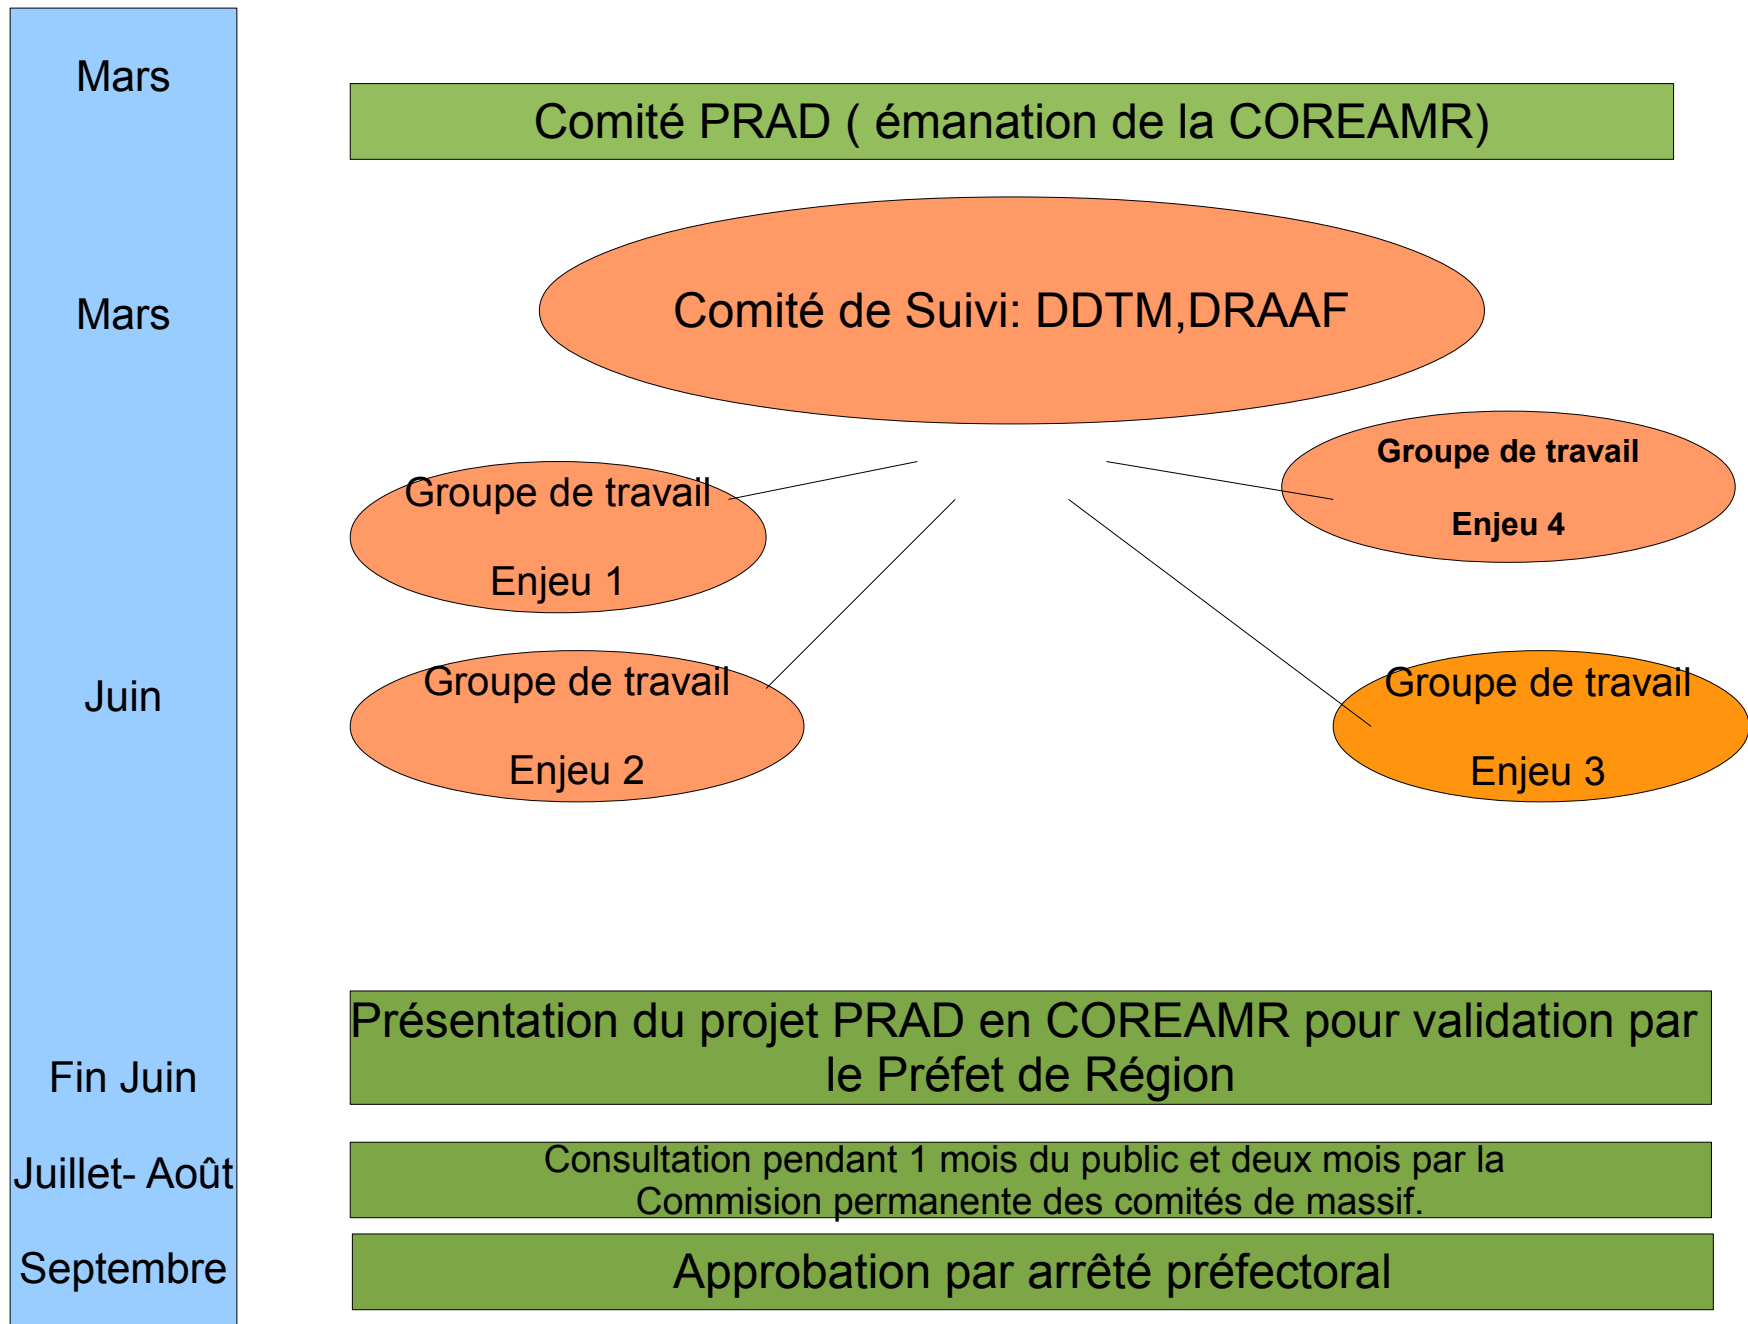 Mars
Comité PRAD ( émanation de la COREAMR)
Mars
Comité de Suivi: DDTM,DRAAF
Groupe de travail
Enjeu 1
Groupe de travail
Enjeu 4
Juin
Groupe de travail
Enjeu 2
Groupe de travail
Enjeu 3
Fin Juin
Présentation du projet PRAD en COREAMR pour validation par
le Préfet de Région
Juillet- Août
Consultation pendant 1 mois du public et deux mois par la
Commision permanente des comités de massif.
Septembre
Approbation par arrêté préfectoral